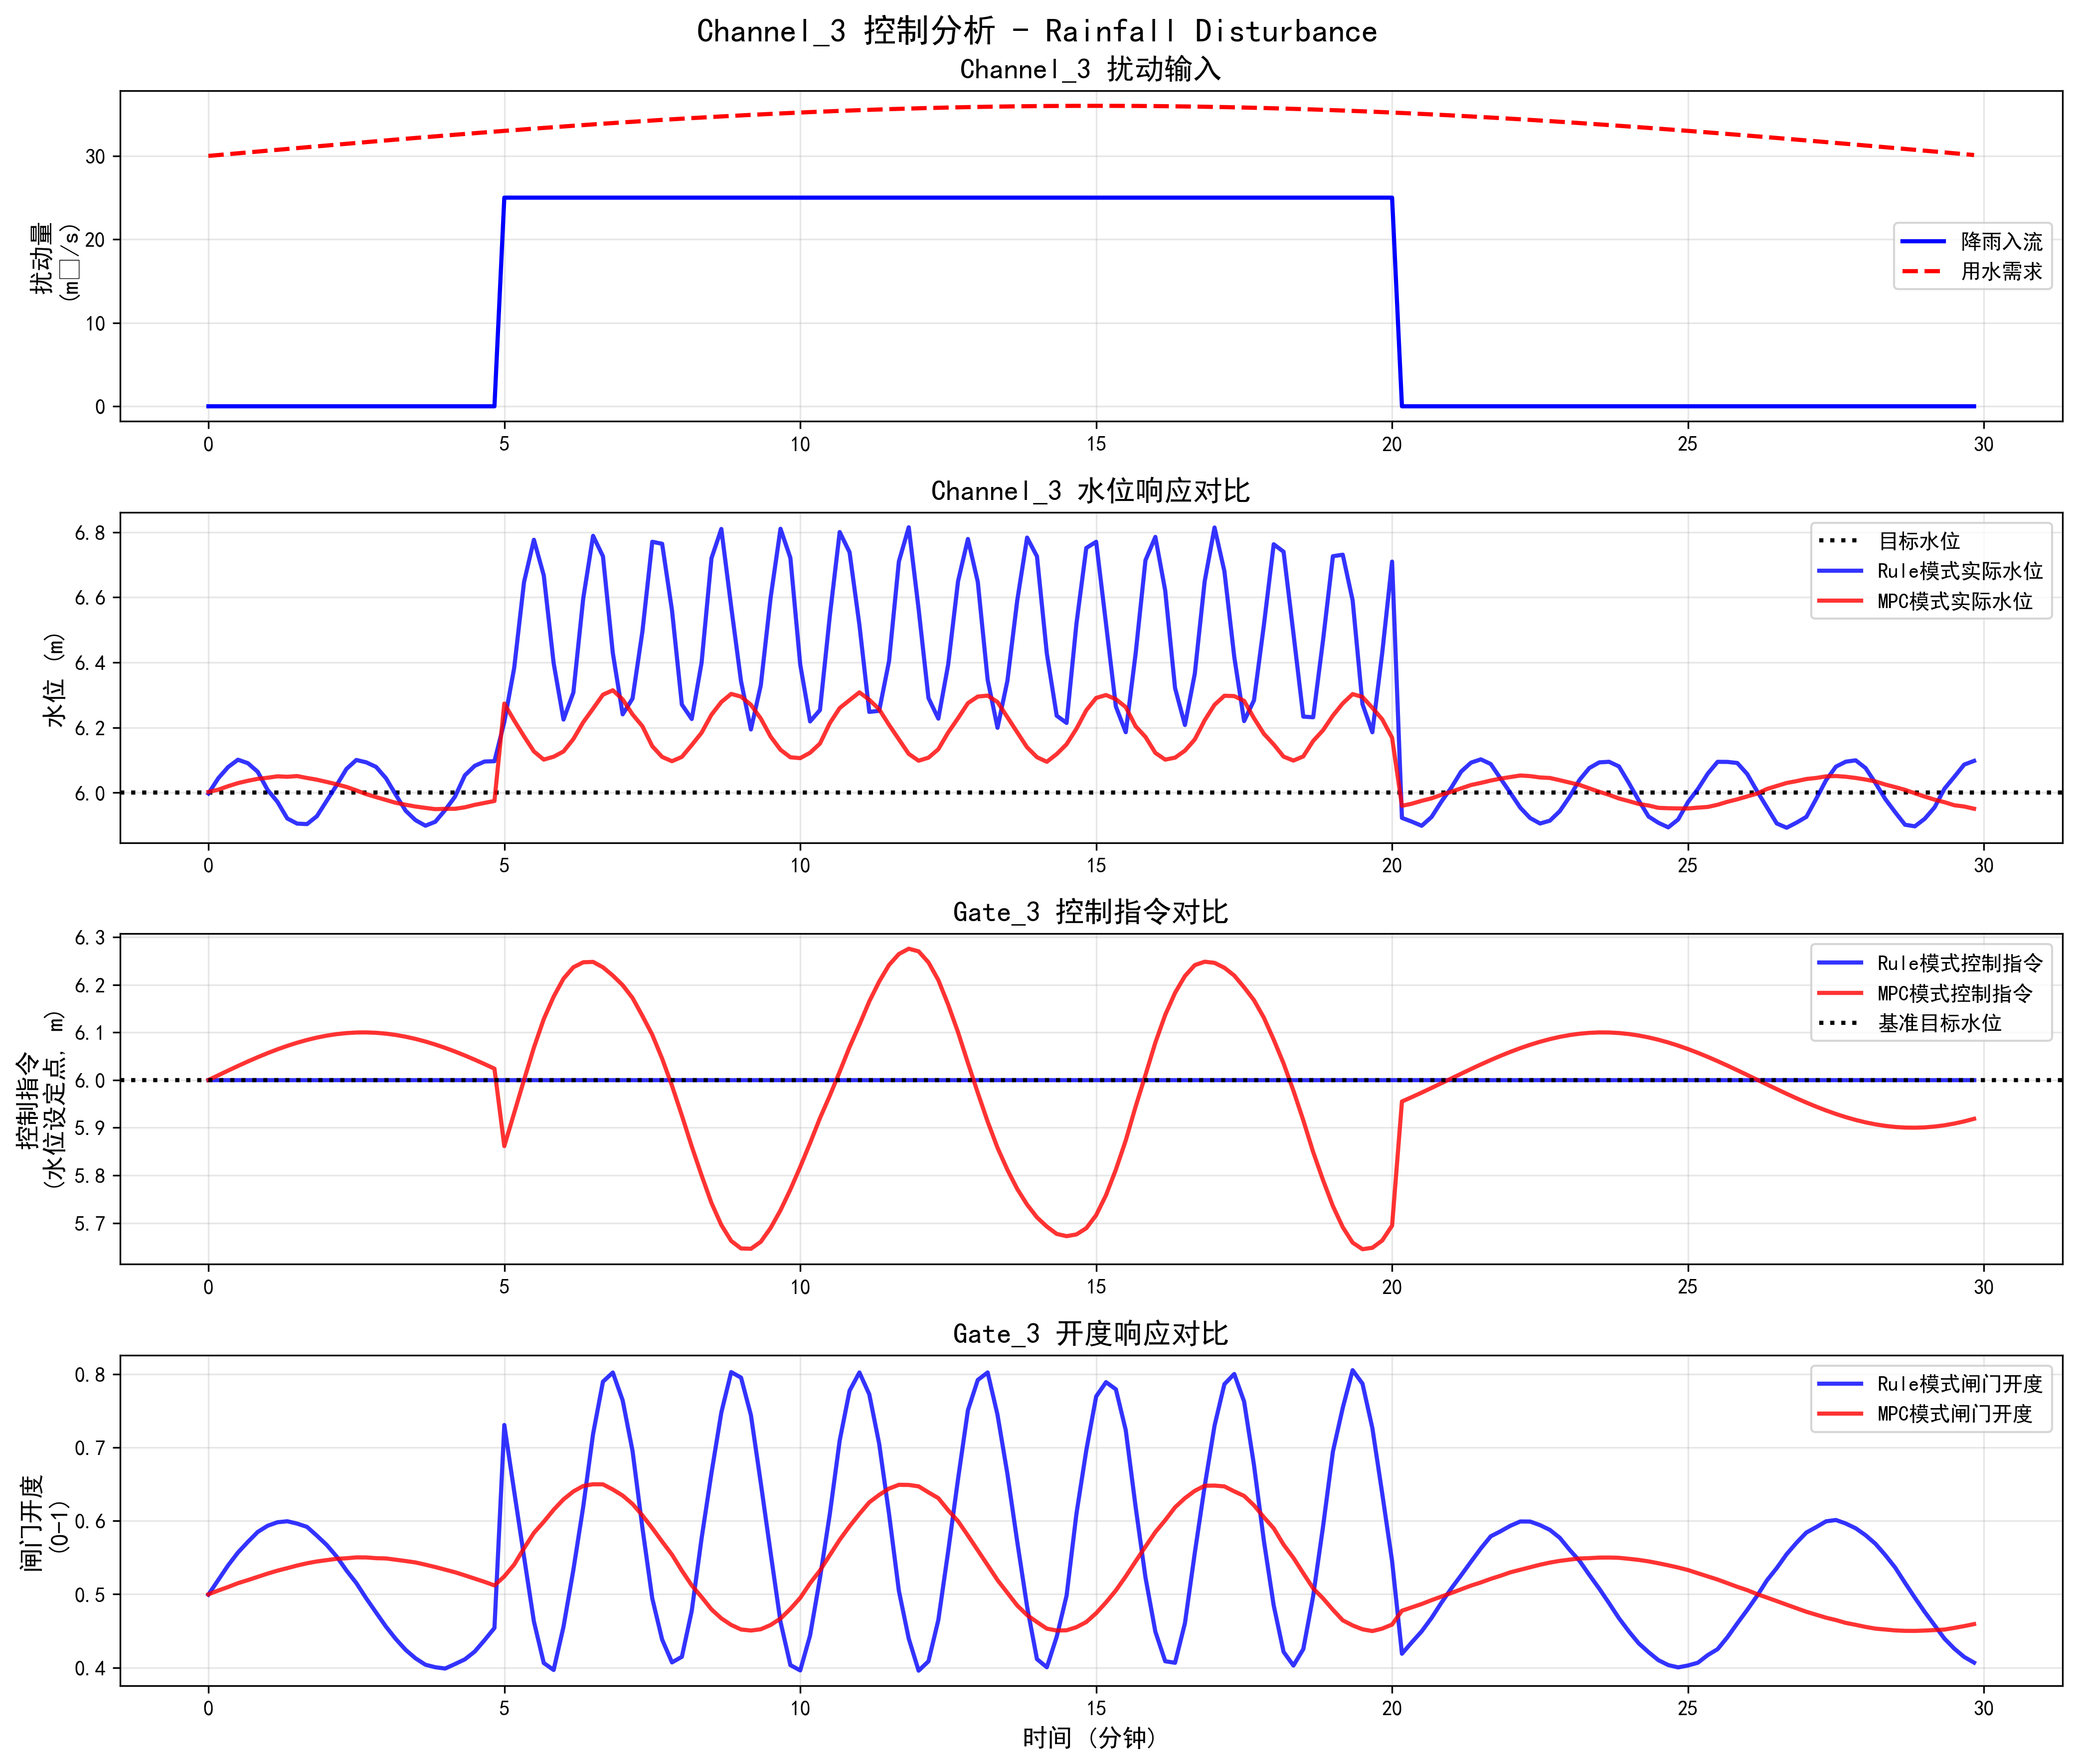 Channel_3 控制分析 - Rainfall Disturbance
Channel_3 扰动输入
扰动量
(m□/s)
30
20
10
0
降雨入流
用水需求
0 5 10 15 20 25 30
Channel_3 水位响应对比
水位 (m)
6.8
6.6
6.4
6.2
6.0
目标水位
Rule模式实际水位
MPC模式实际水位
0 5 10 15 20 25 30
Gate_3 控制指令对比
控制指令
(水位设定点, m)
6.3
6.2
6.1
6.0
5.9
5.8
5.7
Rule模式控制指令
MPC模式控制指令
基准目标水位
0 5 10 15 20 25 30
Gate_3 开度响应对比
闸门开度
(0-1)
0.8
0.7
0.6
0.5
0.4
Rule模式闸门开度
MPC模式闸门开度
0 5 10 15 20 25 30
时间 (分钟)